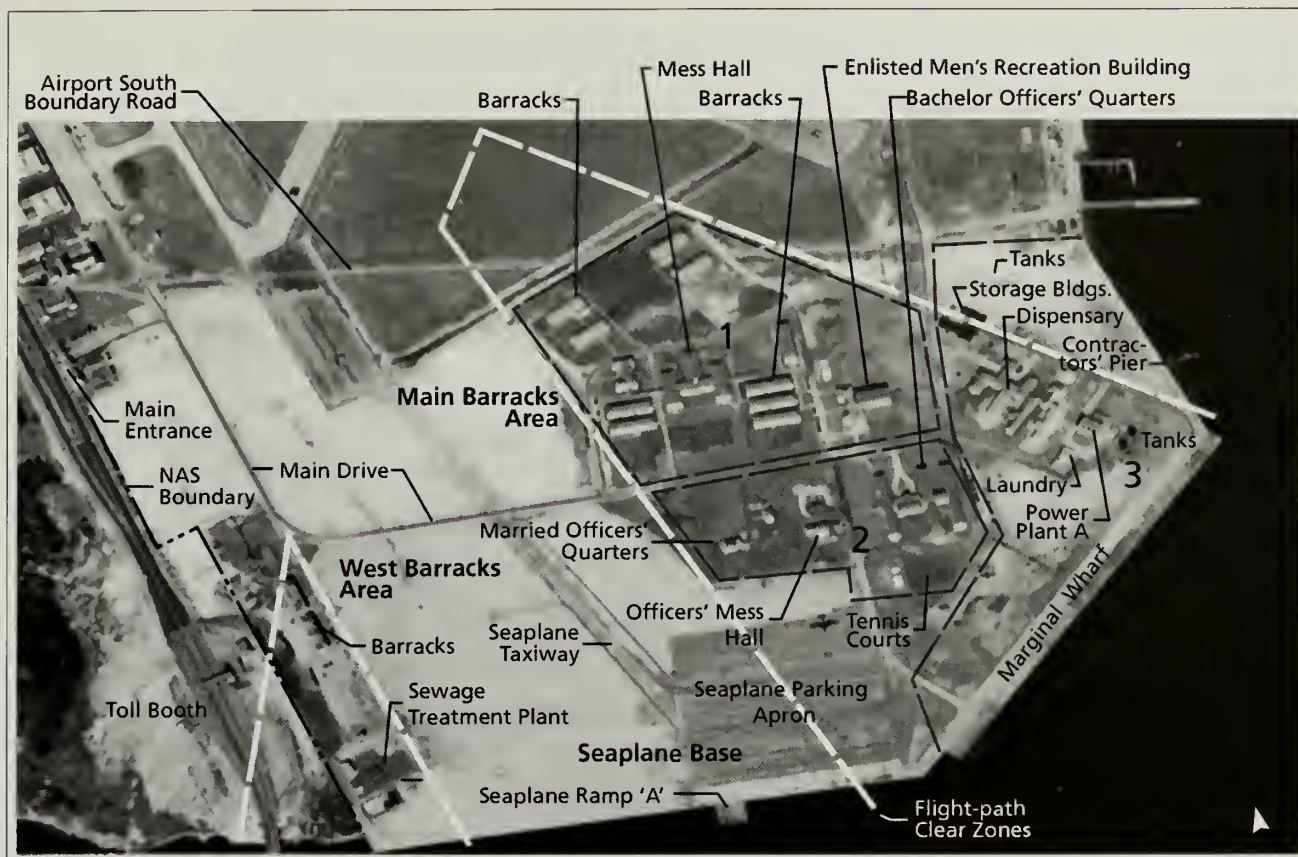 Airport South
Boundary Road
Barracks
Mess Hall
Barracks
Enlisted Men's Recreation Building
Bachelor Officers' Quarters
Tanks
Storage Bldgs.
Dispensary
Contrac-
tors' Pier
1
Main Barracks
Area
Main
Entrance
NAS
Boundary
Main Drive
Tanks
3
Laundry
Power
Plant A
Married Officers'
Quarters
2
West Barracks
Area
Officers' Mess
Hall
Tennis
Courts
Marginal Wharf
Barracks
Seaplane
Taxiway
Toll Booth
Sewage
Treatment Plant
Seaplane Parking
Apron
Seaplane Base
Seaplane Ramp 'A'
Flight-path
Clear Zones